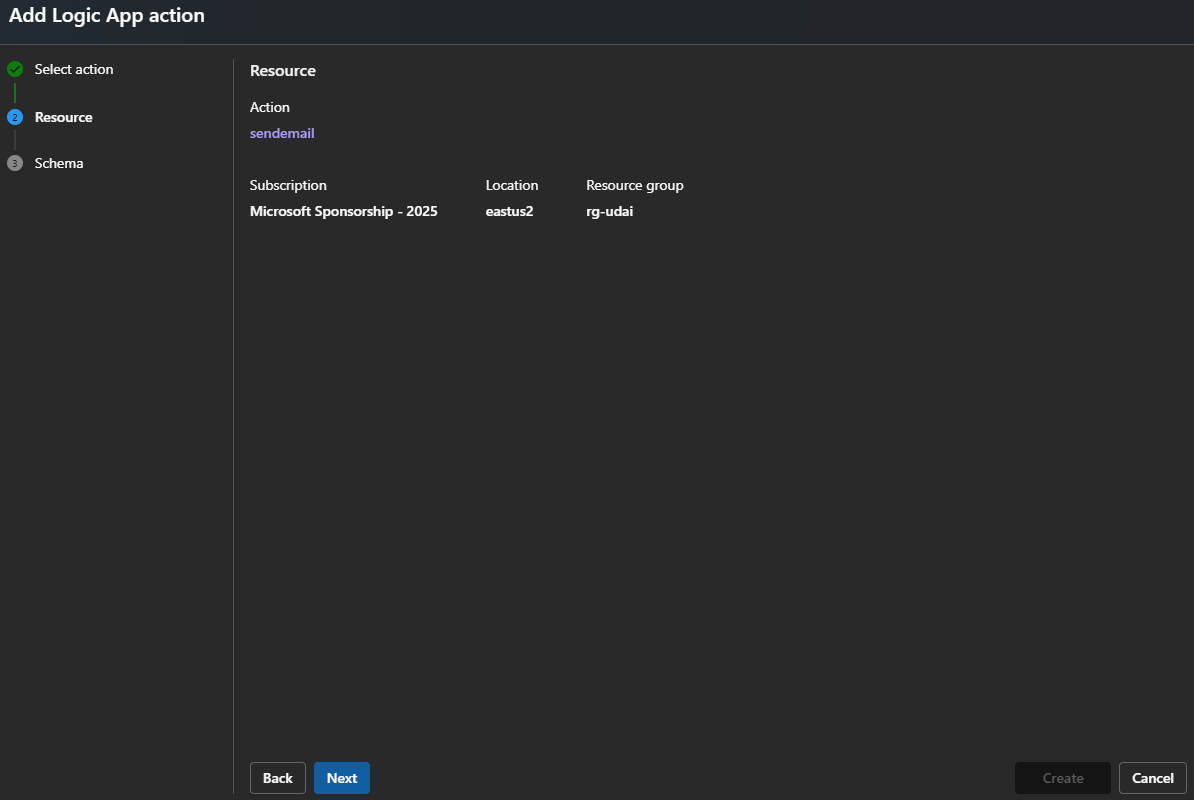 Add Logic App action
Select action
2 Resource
3 Schema
Resource
Action
sendemail
Subscription Location Resource group
Microsoft Sponsorship - 2025 eastus2 rg-udai
Back Next Create Cancel